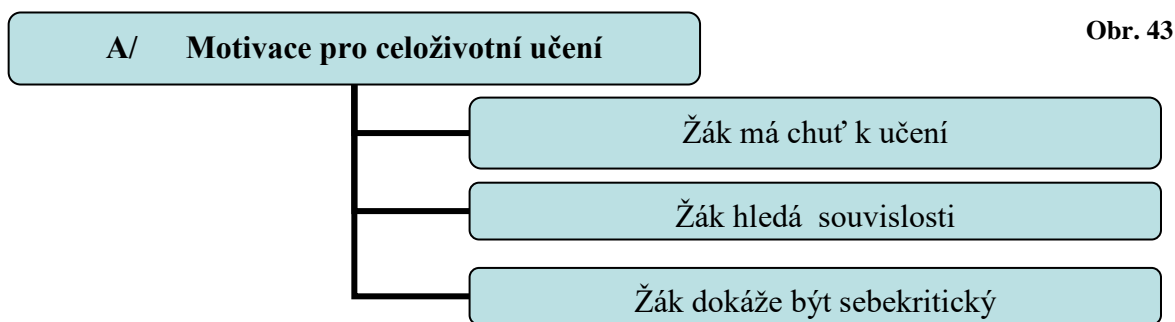 A/ Motivace pro celoživotní učení
Obr. 43
Žák má chuť k učení
Žák hledá souvislosti
Žák dokáže být sebekritický